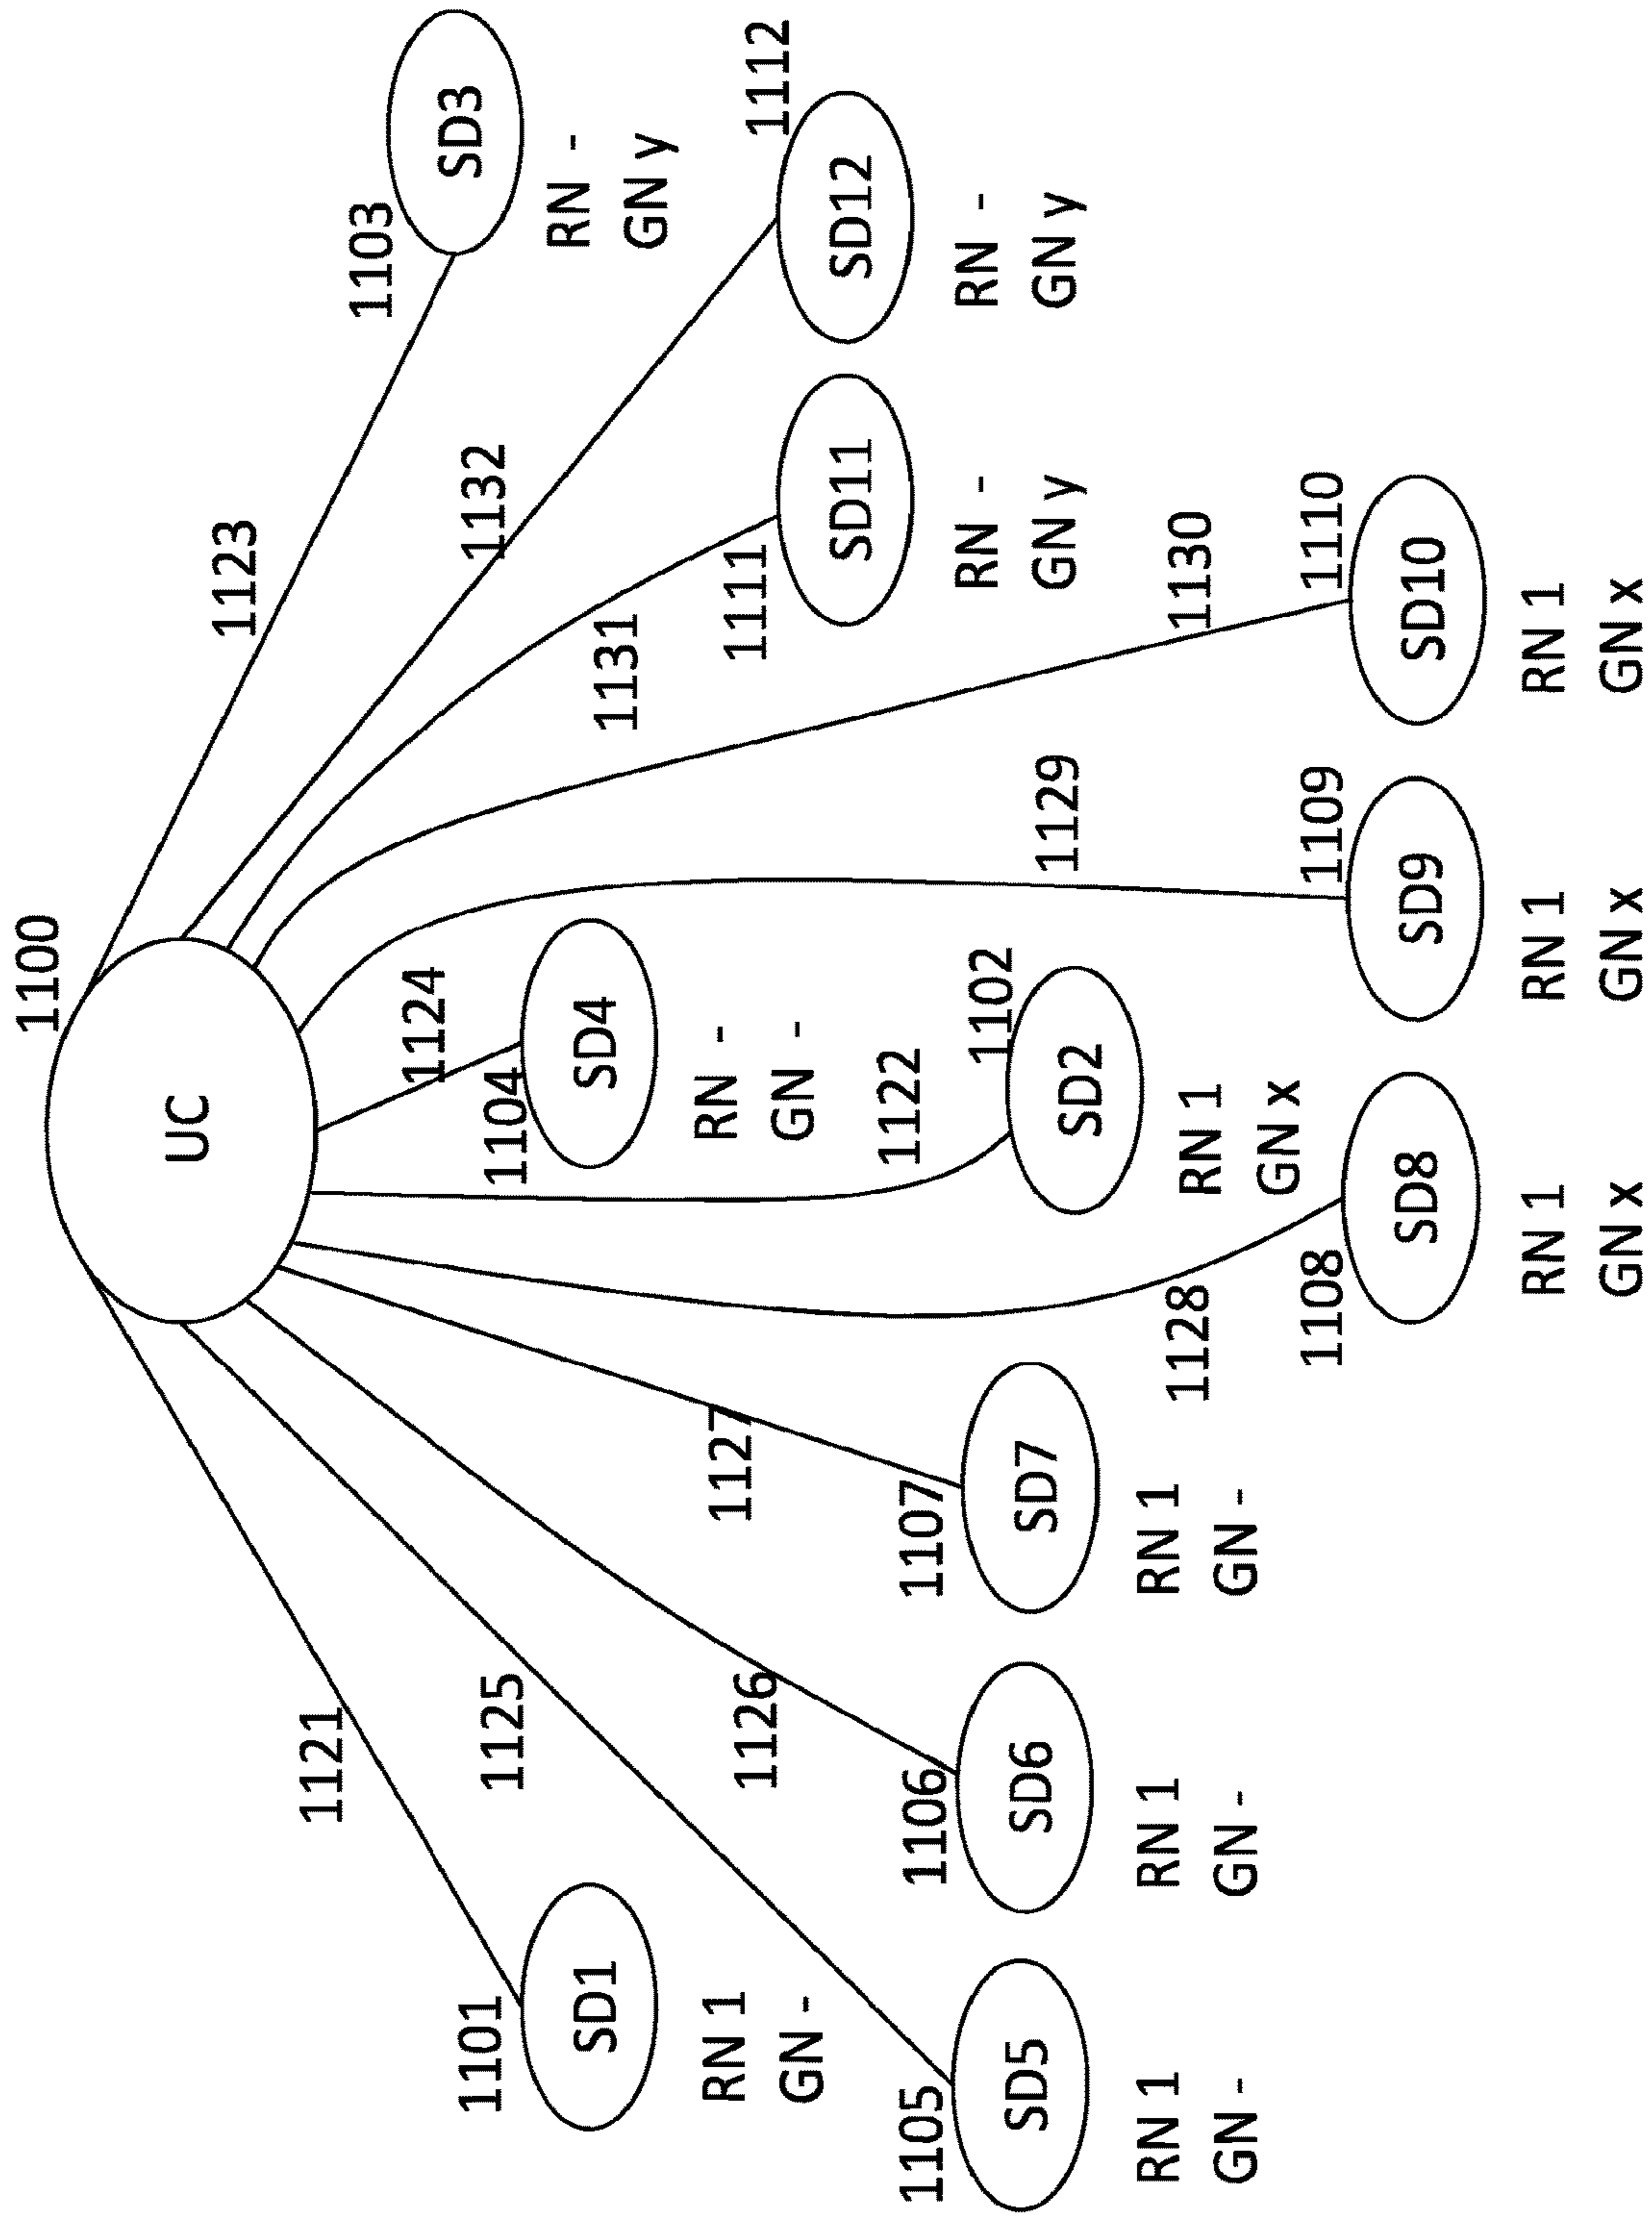 1100
UC
1123
1103
SD3
RN -
GN y
1132
1112
SD12
RN -
GN y
1131
1111
SD11
RN -
GN y
1124
1104
SD4
RN -
GN -
1121
1101
SD1
RN 1
GN -
1125
1105
SD5
RN 1
GN -
1126
1106
SD6
RN 1
GN -
1127
1107
SD7
RN 1
GN -
1122
1102
SD2
RN 1
GN x
1128
1108
SD8
RN 1
GN x
1129
1109
SD9
RN 1
GN x
1130
1110
SD10
RN 1
GN x